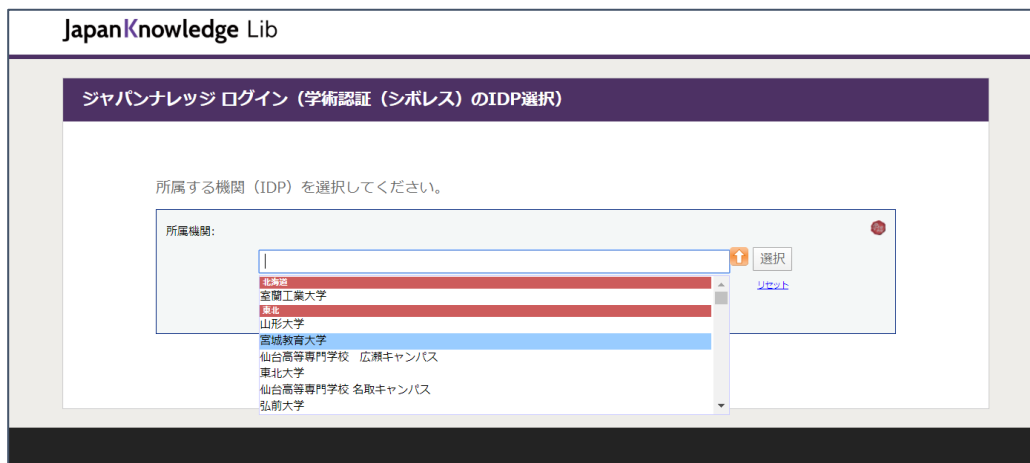 JapanKnowledge Lib
ジャパンナレッジ ログイン（学術認証（シボレス）のIDP選択）
所属する機関（IDP）を選択してください。
所属機関:
選択
リセット
北海道
室蘭工業大学
東北
山形大学
宮城教育大学
仙台高等専門学校　広瀬キャンパス
東北大学
仙台高等専門学校 名取キャンパス
弘前大学